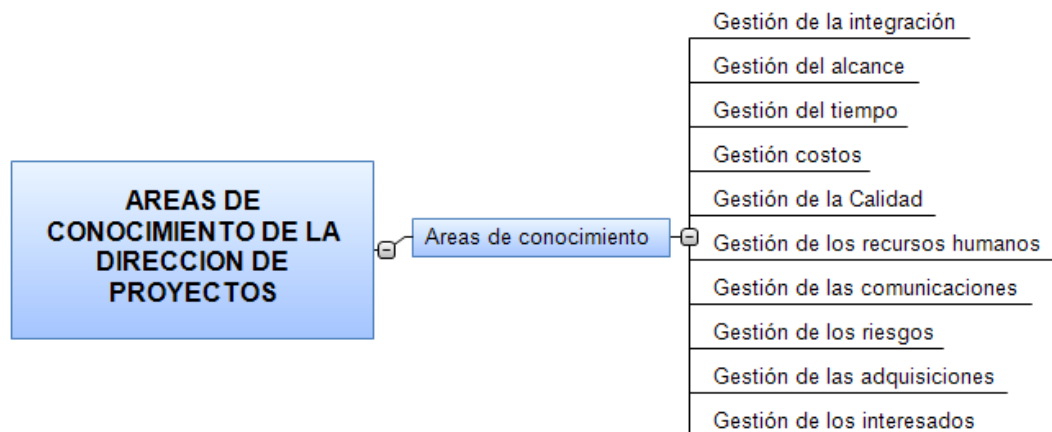 AREAS DE
CONOCIMIENTO DE LA
DIRECCION DE
PROYECTOS
Areas de conocimiento
Gestión de la integración
Gestión del alcance
Gestión del tiempo
Gestión costos
Gestión de la Calidad
Gestión de los recursos humanos
Gestión de las comunicaciones
Gestión de los riesgos
Gestión de las adquisiciones
Gestión de los interesados